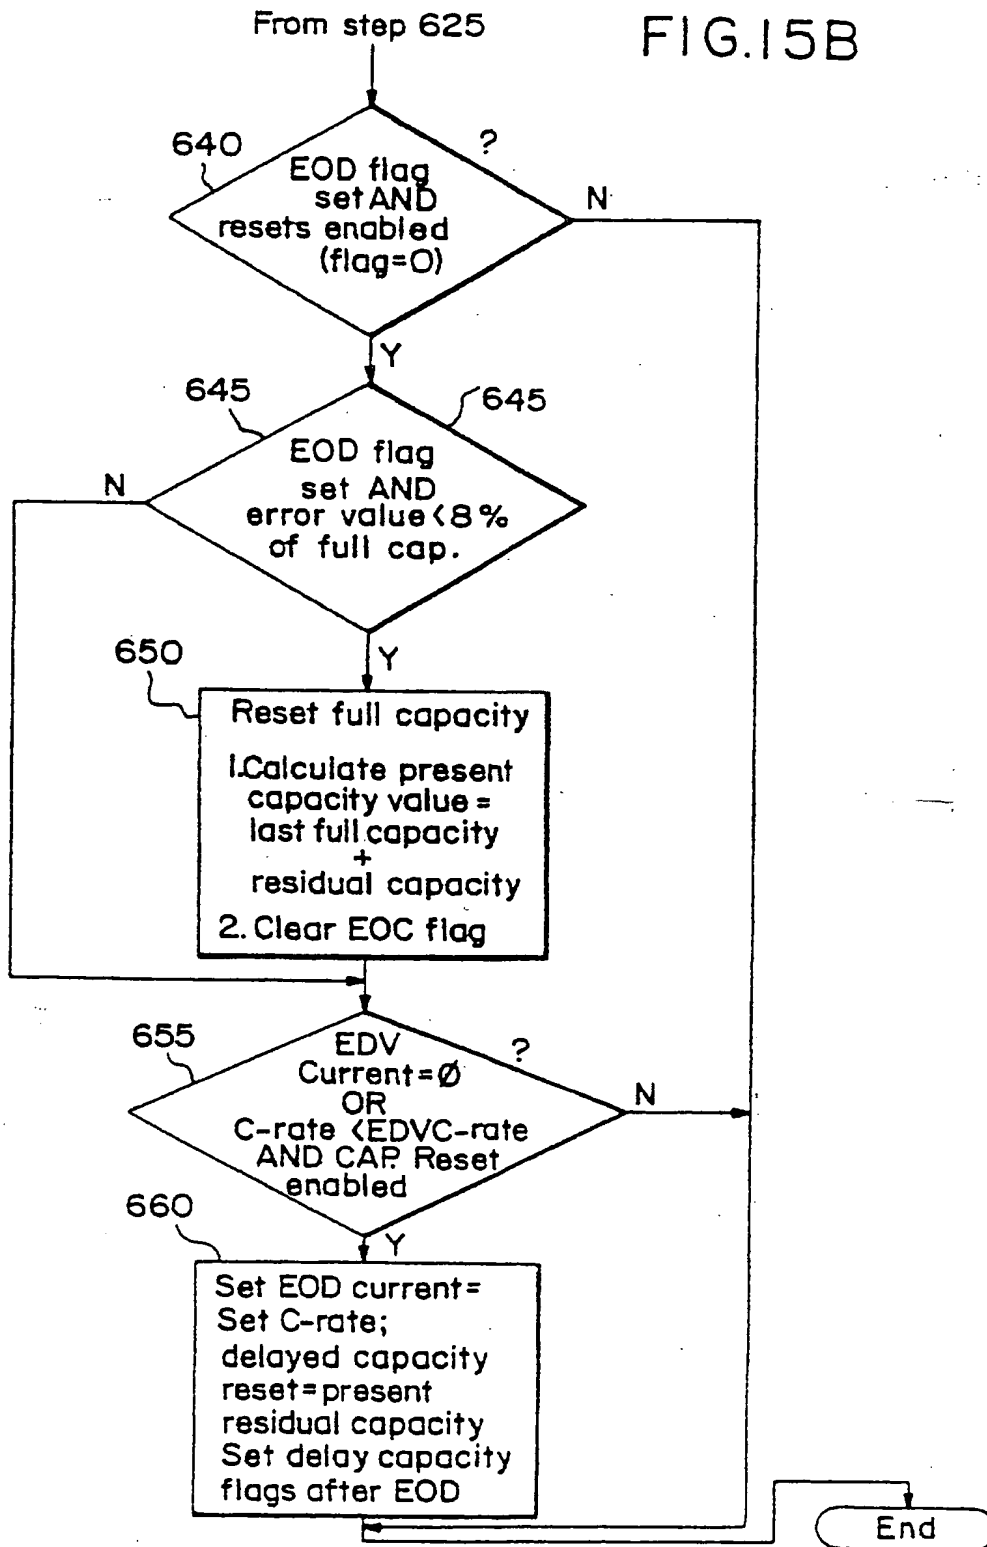 From step 625
FIG.15B
640
?
EOD flag
set AND
resets enabled
(flag=0)
N
Y
645
645
EOD flag
set AND
error value <8%
of full cap.
N
Y
650
Reset full capacity
1.Calculate present
capacity value =
last full capacity
+
residual capacity
2. Clear EOC flag
655
?
EDV
Current=Ø
OR
C-rate <EDVC-rate
AND CAP. Reset
enabled
N
Y
660
Set EOD current=
Set C-rate;
delayed capacity
reset=present
residual capacity
Set delay capacity
flags after EOD
End